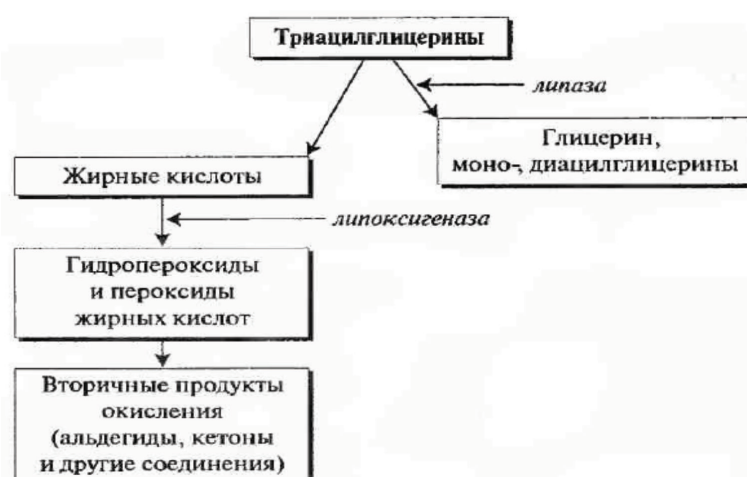 Триацилглицерины
липаза
Глицерин,
моно-, диацилглицерины
Жирные кислоты
липоксигеназа
Гидропероксиды
и пероксиды
жирных кислот
Вторичные продукты
окисления
(альдегиды, кетоны
и другие соединения)